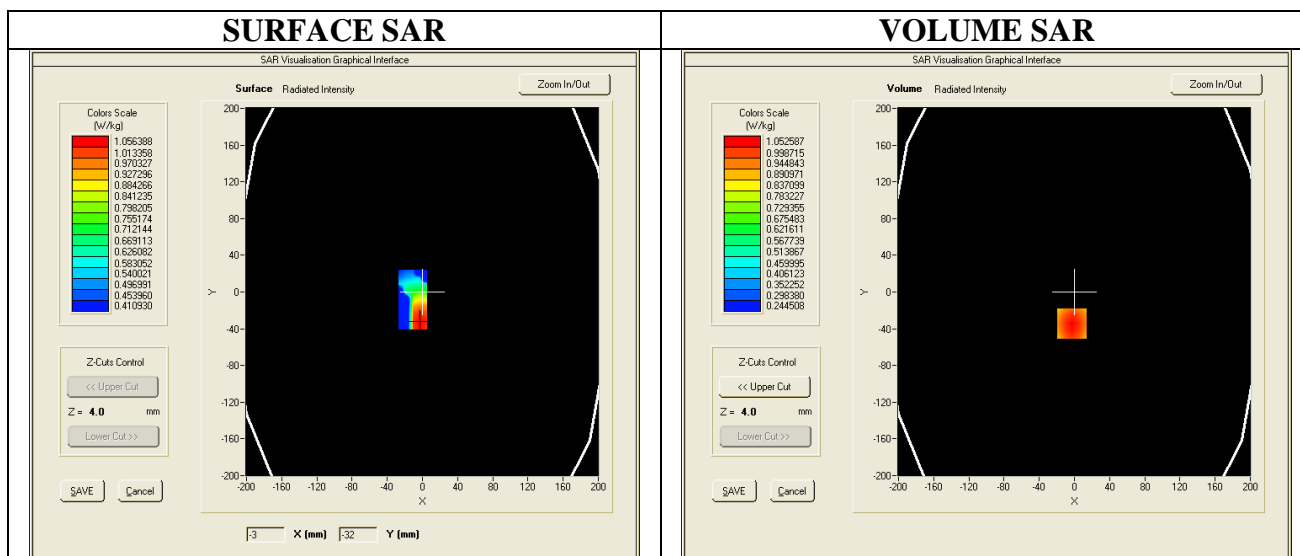 SURFACE SAR
VOLUME SAR
SAR Visualisation Graphical Interface
Surface Radiated Intensity
Zoom In/Out
Colors Scale
(W/kg)
1.056388
1.013358
0.970327
0.927296
0.884266
0.841235
0.798205
0.755174
0.712144
0.669113
0.626082
0.583052
0.540021
0.496991
0.453960
0.410930
Z-Cuts Control
<< Upper Cut
Z = 4.0 mm
Lower Cut >>
SAVE Cancel
Y
200
160
120
80
40
0
-40
-80
-120
-160
-200
-200 -160 -120 -80 -40 0 40 80 120 160 200
X
-3 X (mm) -32 Y (mm)
SAR Visualisation Graphical Interface
Volume Radiated Intensity
Zoom In/Out
Colors Scale
(W/kg)
1.052587
0.998715
0.944843
0.890971
0.837099
0.783227
0.729355
0.675483
0.621611
0.567739
0.513867
0.459995
0.406123
0.352252
0.298380
0.244508
Z-Cuts Control
<< Upper Cut
Z = 4.0 mm
Lower Cut >>
SAVE Cancel
Y
200
160
120
80
40
0
-40
-80
-120
-160
-200
-200 -160 -120 -80 -40 0 40 80 120 160 200
X